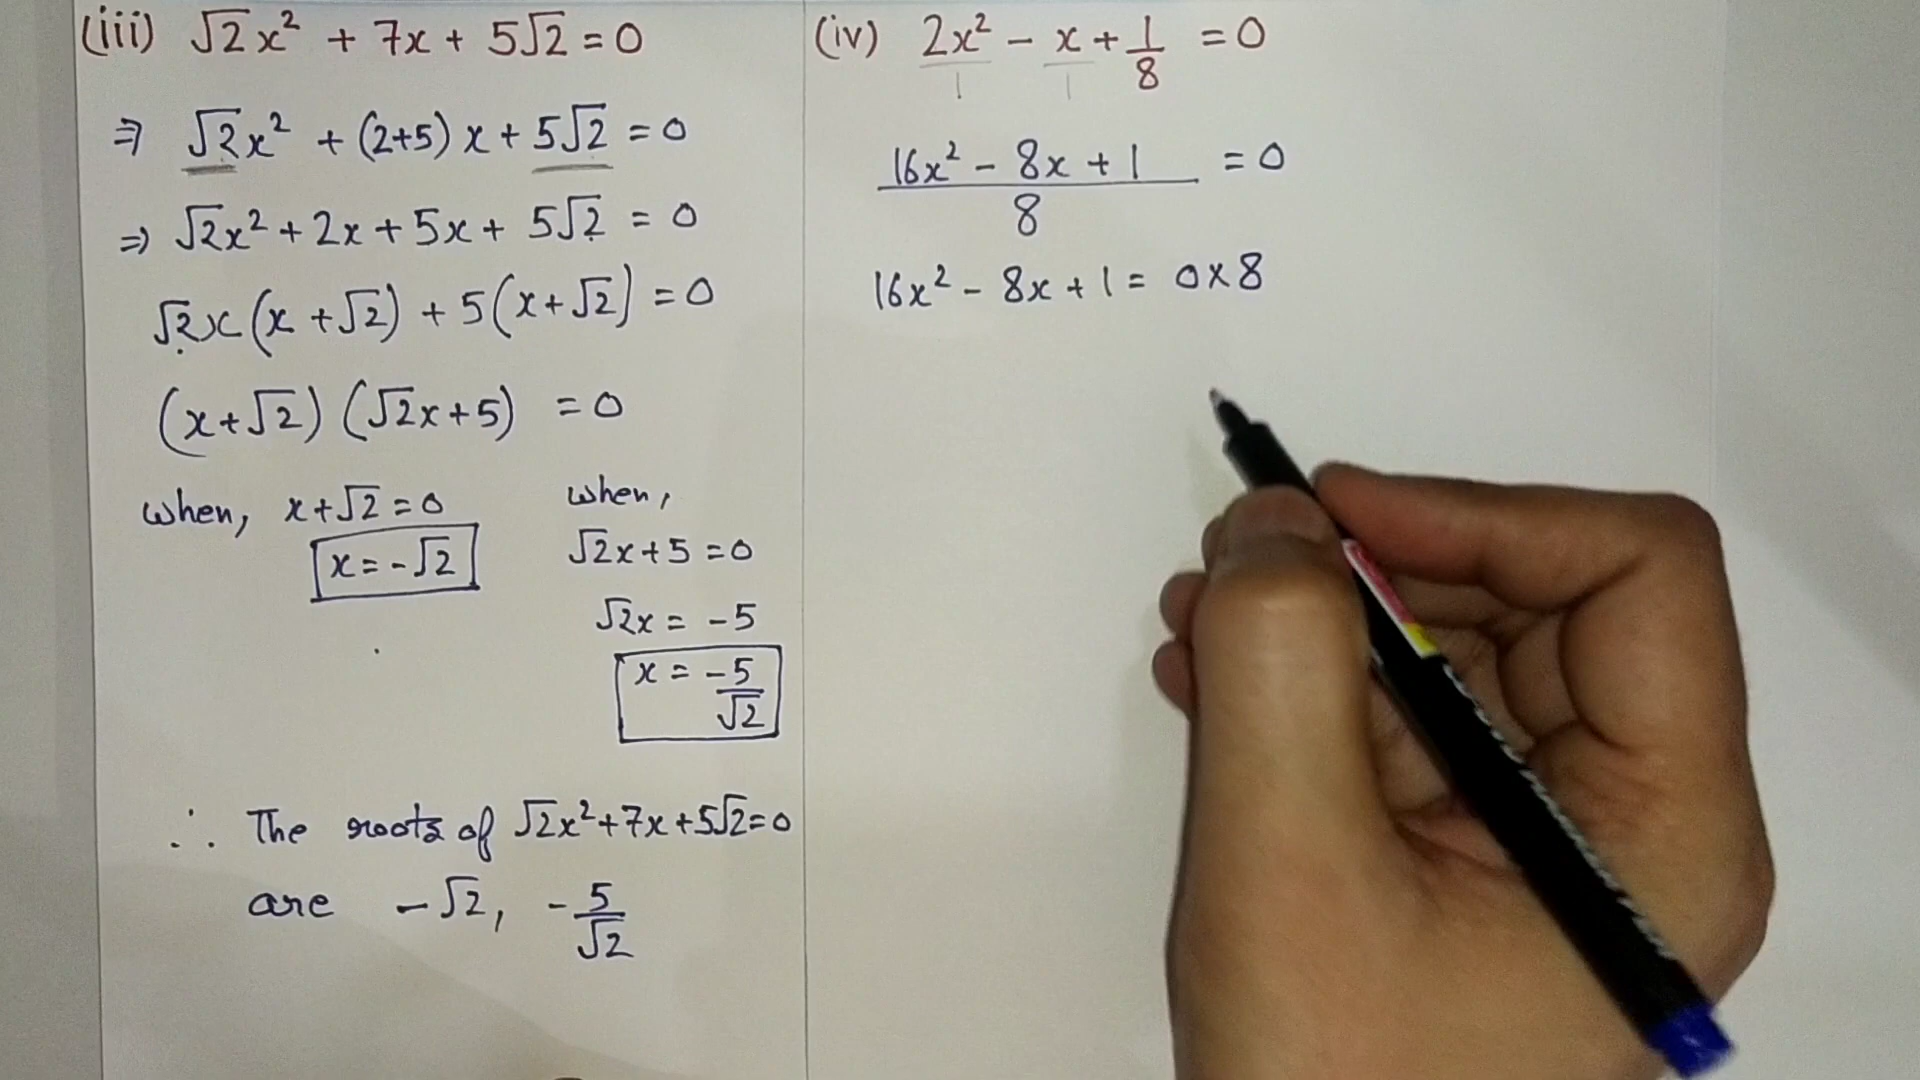 (iii) √2x² + 7x + 5√2 = 0
⇒ √2x² + (2+5)x + 5√2 = 0
⇒ √2x² + 2x + 5x + 5√2 = 0
√2x(x + √2) + 5(x + √2) = 0
(x + √2) (√2x + 5) = 0
when, x + √2 = 0
x = -√2
when,
√2x + 5 = 0
√2x = -5
x = -5/√2
∴ The roots of √2x² + 7x + 5√2 = 0
are -√2, -5/√2
(iv) 2x²/1 - x/1 + 1/8 = 0
16x² - 8x + 1 = 0
8
16x² - 8x + 1 = 0 × 8